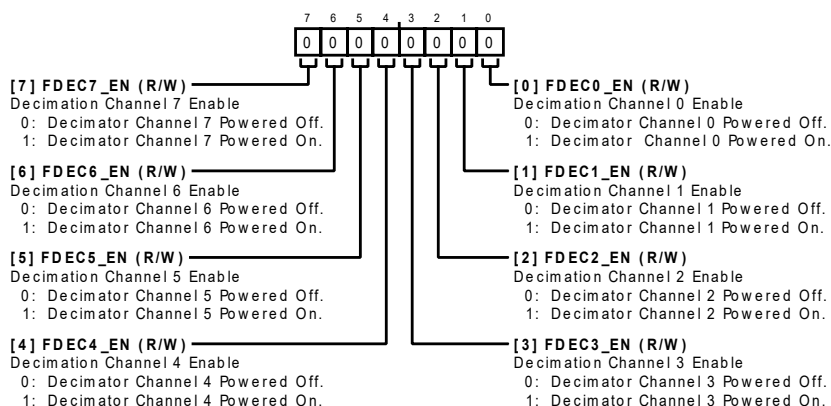 7 6 5 4 3 2 1 0
0 0 0 0 0 0 0 0
[7] FDEC7_EN (R/W)
Decimation Channel 7 Enable
0: Decimator Channel 7 Powered Off.
1: Decimator Channel 7 Powered On.
[6] FDEC6_EN (R/W)
Decimation Channel 6 Enable
0: Decimator Channel 6 Powered Off.
1: Decimator Channel 6 Powered On.
[5] FDEC5_EN (R/W)
Decimation Channel 5 Enable
0: Decimator Channel 5 Powered Off.
1: Decimator Channel 5 Powered On.
[4] FDEC4_EN (R/W)
Decimation Channel 4 Enable
0: Decimator Channel 4 Powered Off.
1: Decimator Channel 4 Powered On.
[0] FDEC0_EN (R/W)
Decimation Channel 0 Enable
0: Decimator Channel 0 Powered Off.
1: Decimator Channel 0 Powered On.
[1] FDEC1_EN (R/W)
Decimation Channel 1 Enable
0: Decimator Channel 1 Powered Off.
1: Decimator Channel 1 Powered On.
[2] FDEC2_EN (R/W)
Decimation Channel 2 Enable
0: Decimator Channel 2 Powered Off.
1: Decimator Channel 2 Powered On.
[3] FDEC3_EN (R/W)
Decimation Channel 3 Enable
0: Decimator Channel 3 Powered Off.
1: Decimator Channel 3 Powered On.